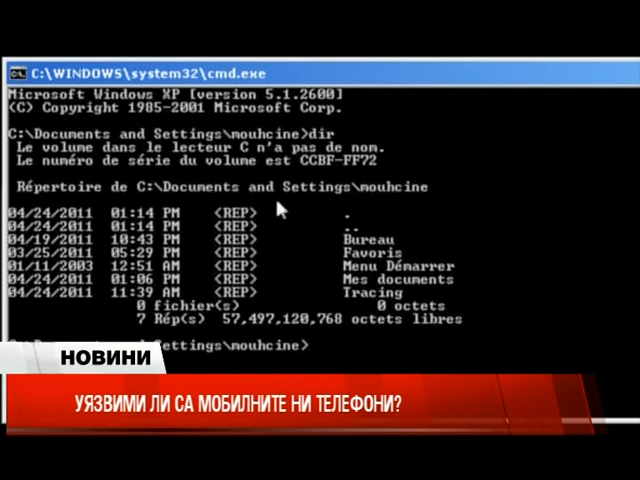 C:\WINDOWS\system32\cmd.exe
Microsoft Windows XP [version 5.1.2600]
(C) Copyright 1985-2001 Microsoft Corp.
C:\Documents and Settings\mouhcine>dir
Le volume dans le lecteur C n'a pas de nom.
Le numéro de série du volume est CCBF-FF72
Répertoire de C:\Documents and Settings\mouhcine
04/24/2011 01:14 PM <REP> .
04/24/2011 01:14 PM <REP> ..
04/19/2011 10:43 PM <REP> Bureau
03/25/2011 05:29 PM <REP> Favoris
01/11/2003 12:51 AM <REP> Menu Démarrer
04/24/2011 01:06 PM <REP> Mes documents
04/24/2011 11:39 AM <REP> Tracing
0 fichier(s) 0 octets
7 Rép(s) 57,497,120,768 octets libres
Settings\mouhcine>
НОВИНИ
УЯЗВИМИ ЛИ СА МОБИЛНИТЕ НИ ТЕЛЕФОНИ?